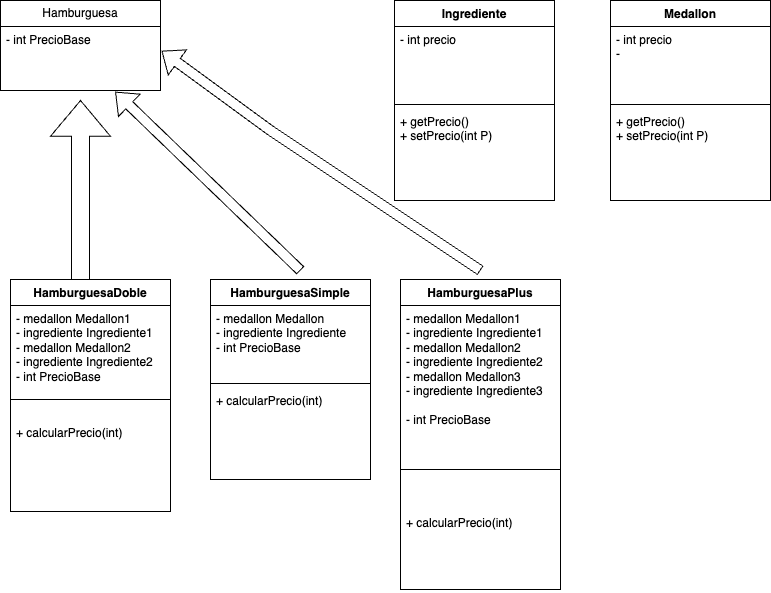 Hamburguesa
- int PrecioBase
Ingrediente
- int precio
+ getPrecio()
+ setPrecio(int P)
Medallon
- int precio
-
+ getPrecio()
+ setPrecio(int P)
HamburguesaDoble
- medallon Medallon1
- ingrediente Ingrediente1
- medallon Medallon2
- ingrediente Ingrediente2
- int PrecioBase
+ calcularPrecio(int)
HamburguesaSimple
- medallon Medallon
- ingrediente Ingrediente
- int PrecioBase
+ calcularPrecio(int)
HamburguesaPlus
- medallon Medallon1
- ingrediente Ingrediente1
- medallon Medallon2
- ingrediente Ingrediente2
- medallon Medallon3
- ingrediente Ingrediente3
- int PrecioBase
+ calcularPrecio(int)